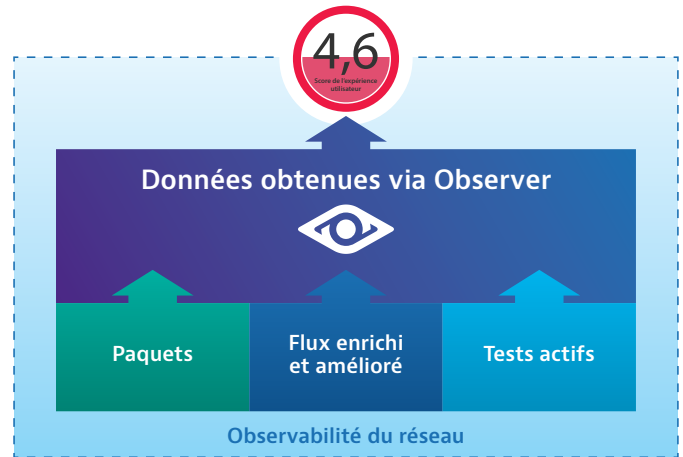 4,6
Score de l'expérience
utilisateur
Données obtenues via Observer
Paquets
Flux enrichi
et amélioré
Tests actifs
Observabilité du réseau